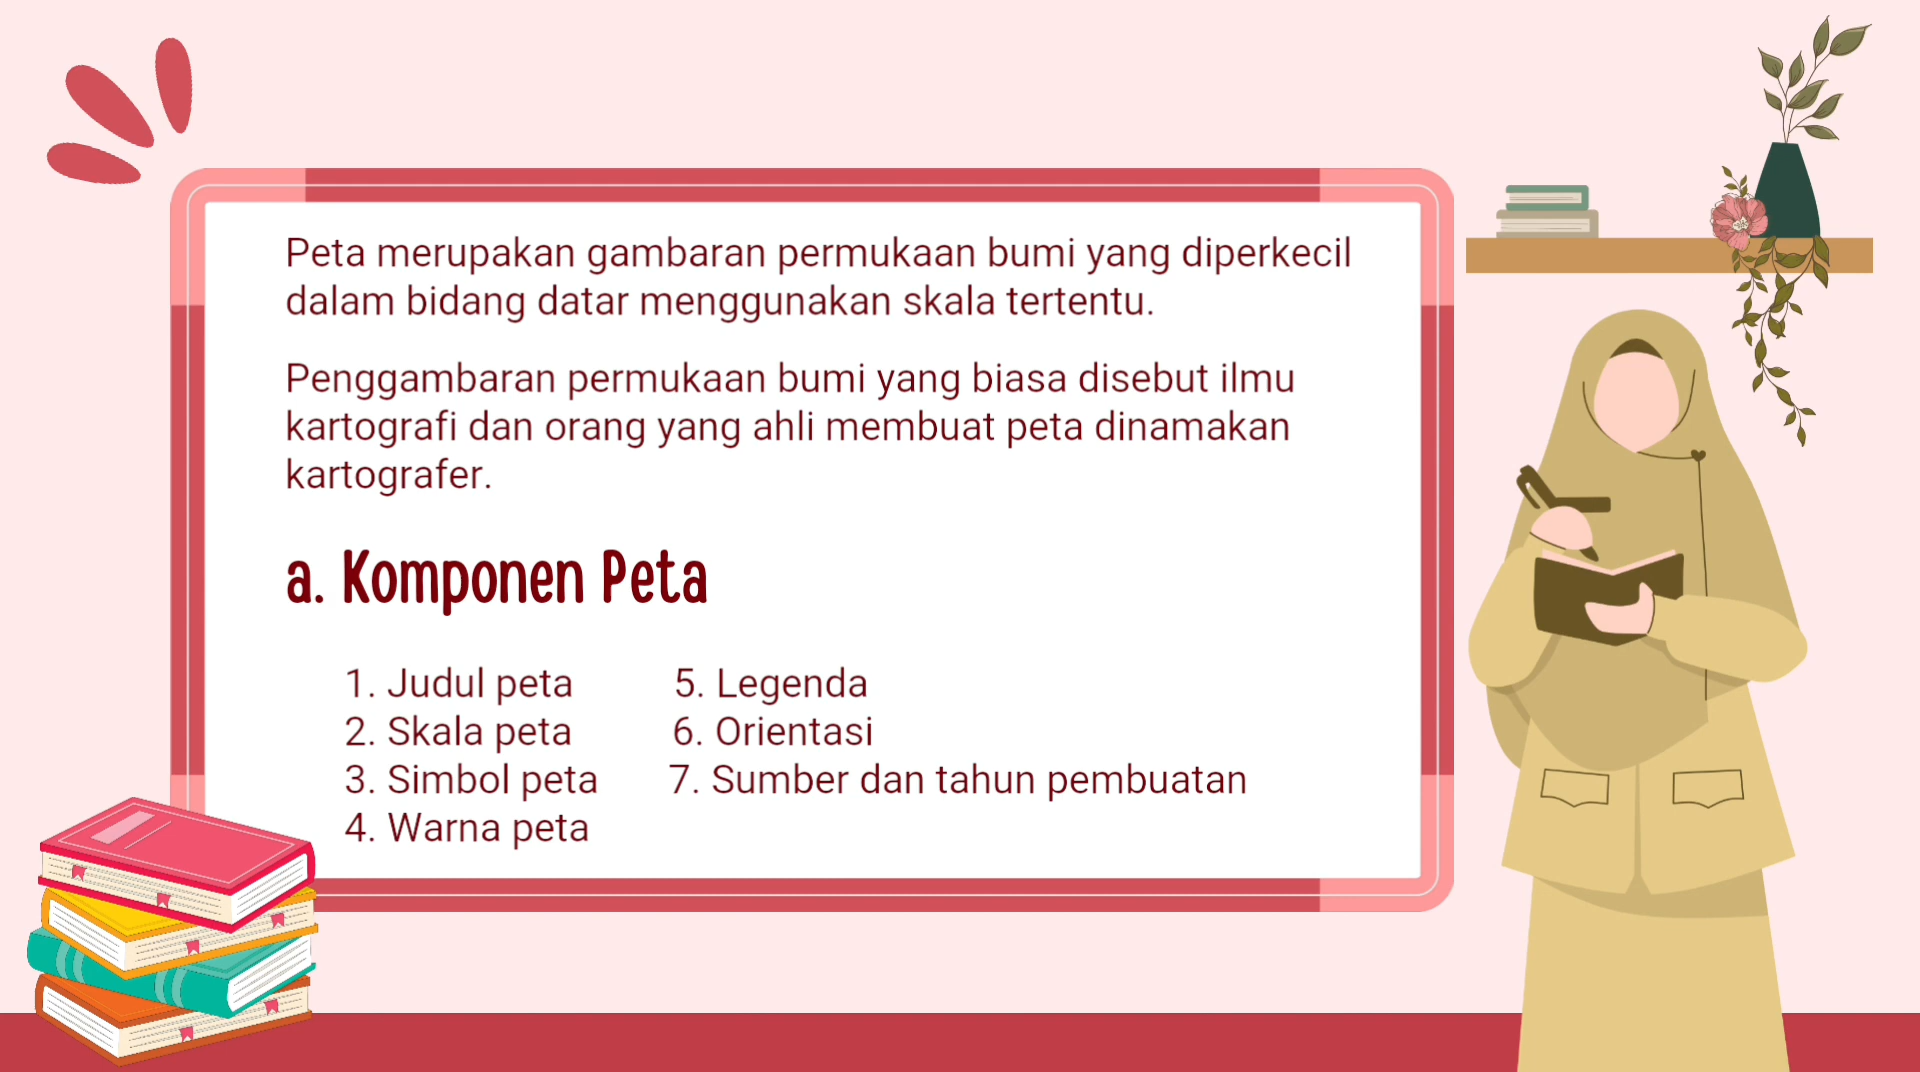 Peta merupakan gambaran permukaan bumi yang diperkecil
dalam bidang datar menggunakan skala tertentu.
Penggambaran permukaan bumi yang biasa disebut ilmu
kartografi dan orang yang ahli membuat peta dinamakan
kartografer.
a. Komponen Peta
1. Judul peta
2. Skala peta
3. Simbol peta
4. Warna peta
5. Legenda
6. Orientasi
7. Sumber dan tahun pembuatan